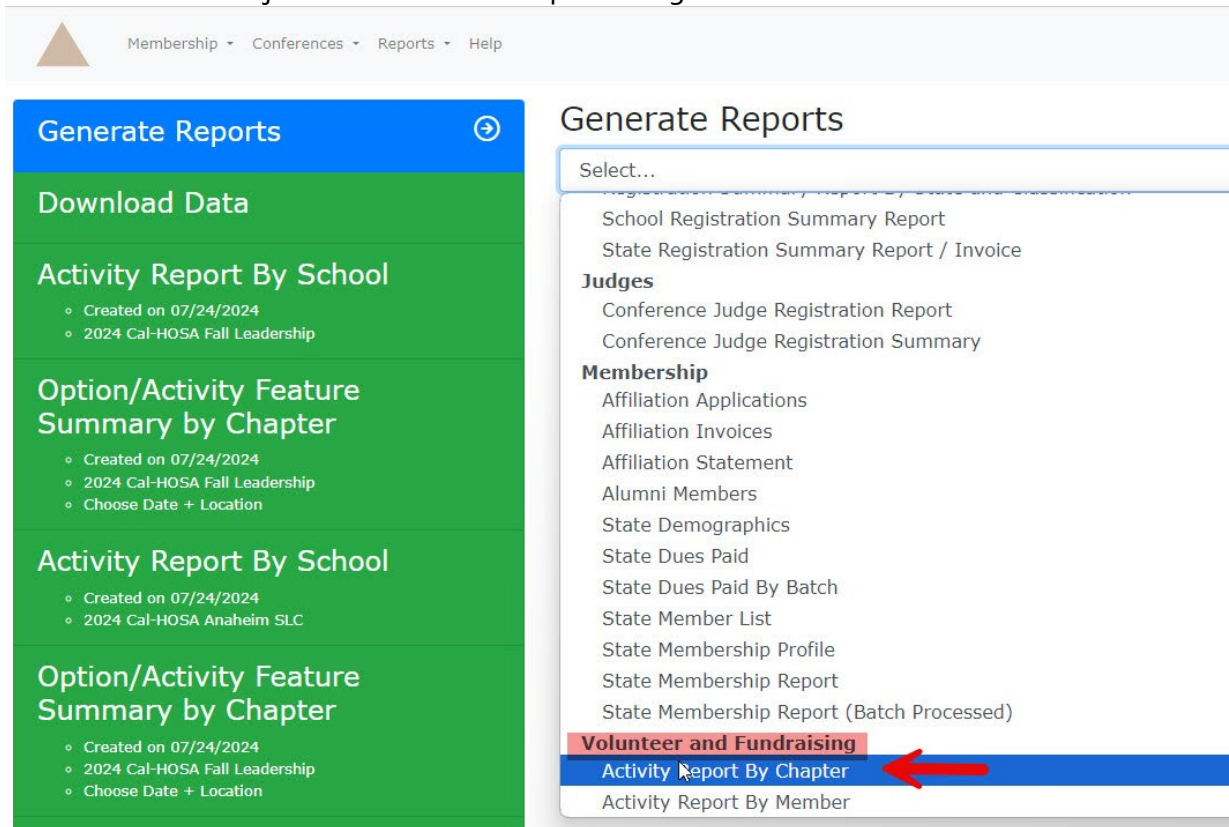 Membership Conferences Reports Help
Generate Reports
Download Data
Activity Report By School
Created on 07/24/2024
2024 Cal-HOSA Fall Leadership
Option/Activity Feature
Summary by Chapter
Created on 07/24/2024
2024 Cal-HOSA Fall Leadership
Choose Date + Location
Activity Report By School
Created on 07/24/2024
2024 Cal-HOSA Anaheim SLC
Option/Activity Feature
Summary by Chapter
Created on 07/24/2024
2024 Cal-HOSA Fall Leadership
Choose Date + Location
Generate Reports
Select...
School Registration Summary Report
State Registration Summary Report / Invoice
Judges
Conference Judge Registration Report
Conference Judge Registration Summary
Membership
Affiliation Applications
Affiliation Invoices
Affiliation Statement
Alumni Members
State Demographics
State Dues Paid
State Dues Paid By Batch
State Member List
State Membership Profile
State Membership Report
State Membership Report (Batch Processed)
Volunteer and Fundraising
Activity Report By Chapter
Activity Report By Member